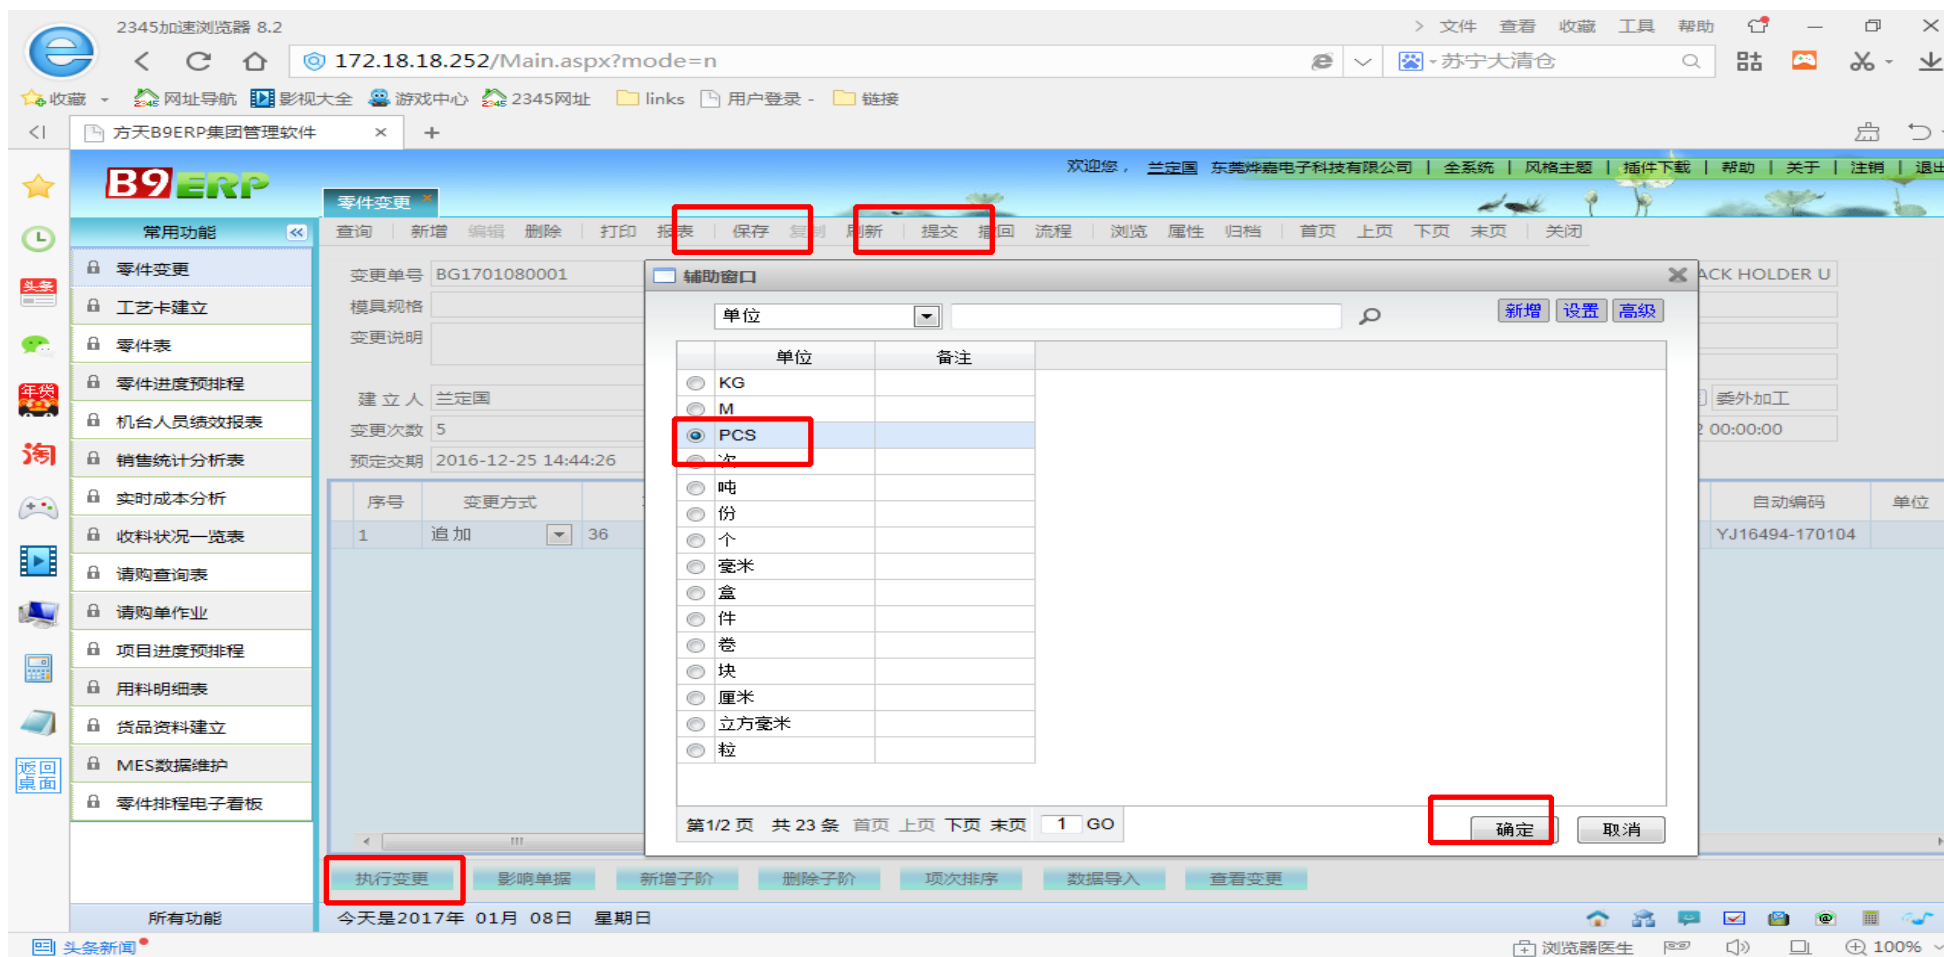 2345加速浏览器 8.2
文件 查看 收藏 工具 帮助
172.18.18.252/Main.aspx?mode=n
苏宁大清仓
收藏 网址导航 影视大全 游戏中心 2345网址 links 用户登录 - 链接
方天B9ERP集团管理软件
欢迎您， 兰定国 东莞烨嘉电子科技有限公司 | 全系统 | 风格主题 | 插件下载 | 帮助 | 关于 | 注销 | 退出
B9 ERP
零件变更
常用功能
查询 新增 编辑 删除 打印 报表 保存 复制 刷新 提交 撤回 流程 浏览 属性 归档 首页 上页 下页 末页 关闭
零件变更
工艺卡建立
零件表
零件进度预排程
机台人员绩效报表
销售统计分析表
实时成本分析
收料状况一览表
请购查询表
请购单作业
项目进度预排程
用料明细表
货品资料建立
MES数据维护
零件排程电子看板
所有功能
头条
年货
淘
返回
桌面
变更单号 BG1701080001
ACK HOLDER U
模具规格
变更说明
建立人 兰定国
委外加工
变更次数 5
2 00:00:00
预定交期 2016-12-25 14:44:26
序号 变更方式
自动编码 单位
1 追加 36
YJ16494-170104
辅助窗口
单位
新增 设置 高级
单位 备注
KG
M
PCS
次
吨
份
个
毫米
盒
件
卷
块
厘米
立方毫米
粒
第1/2 页 共 23 条 首页 上页 下页 末页 1 GO
确定 取消
执行变更 影响单据 新增子阶 删除子阶 项次排序 数据导入 查看变更
今天是2017年 01月 08日 星期日
头条新闻
浏览器医生
100%